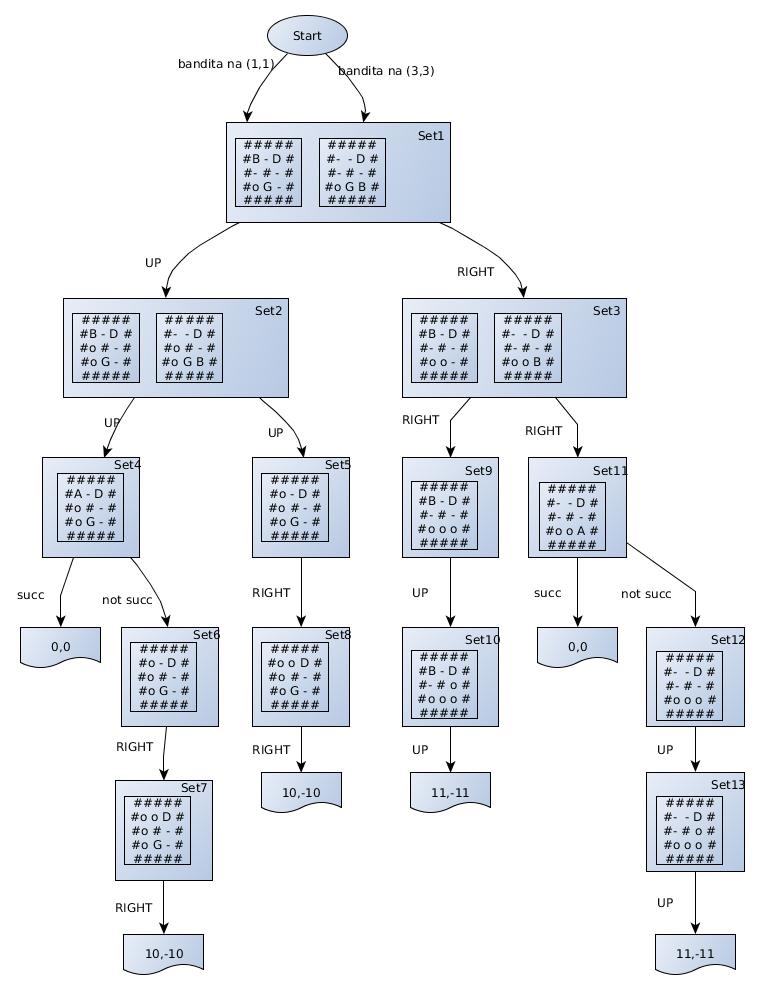 Start
bandita na (1,1)
bandita na (3,3)
Set1
#####
#B - D #
#- # - #
#o G - #
#####
#####
#-  - D #
#- # - #
#o G B #
#####
UP
RIGHT
Set2
#####
#B - D #
#o # - #
#o G - #
#####
#####
#-  - D #
#o # - #
#o G B #
#####
Set3
#####
#B - D #
#- # - #
#o o - #
#####
#####
#-  - D #
#- # - #
#o o B #
#####
UP
UP
RIGHT
RIGHT
Set4
#####
#A - D #
#o # - #
#o G - #
#####
Set5
#####
#o - D #
#o # - #
#o G - #
#####
Set9
#####
#B - D #
#- # - #
#o o o #
#####
Set11
#####
#-  - D #
#- # - #
#o o A #
#####
succ
not succ
RIGHT
UP
succ
not succ
0,0
Set6
#####
#o - D #
#o # - #
#o G - #
#####
Set8
#####
#o o D #
#o # - #
#o G - #
#####
Set10
#####
#B - D #
#- # o #
#o o o #
#####
0,0
Set12
#####
#-  - D #
#- # - #
#o o o #
#####
RIGHT
RIGHT
UP
UP
Set7
#####
#o o D #
#o # - #
#o G - #
#####
10,-10
11,-11
Set13
#####
#-  - D #
#- # o #
#o o o #
#####
RIGHT
UP
10,-10
11,-11